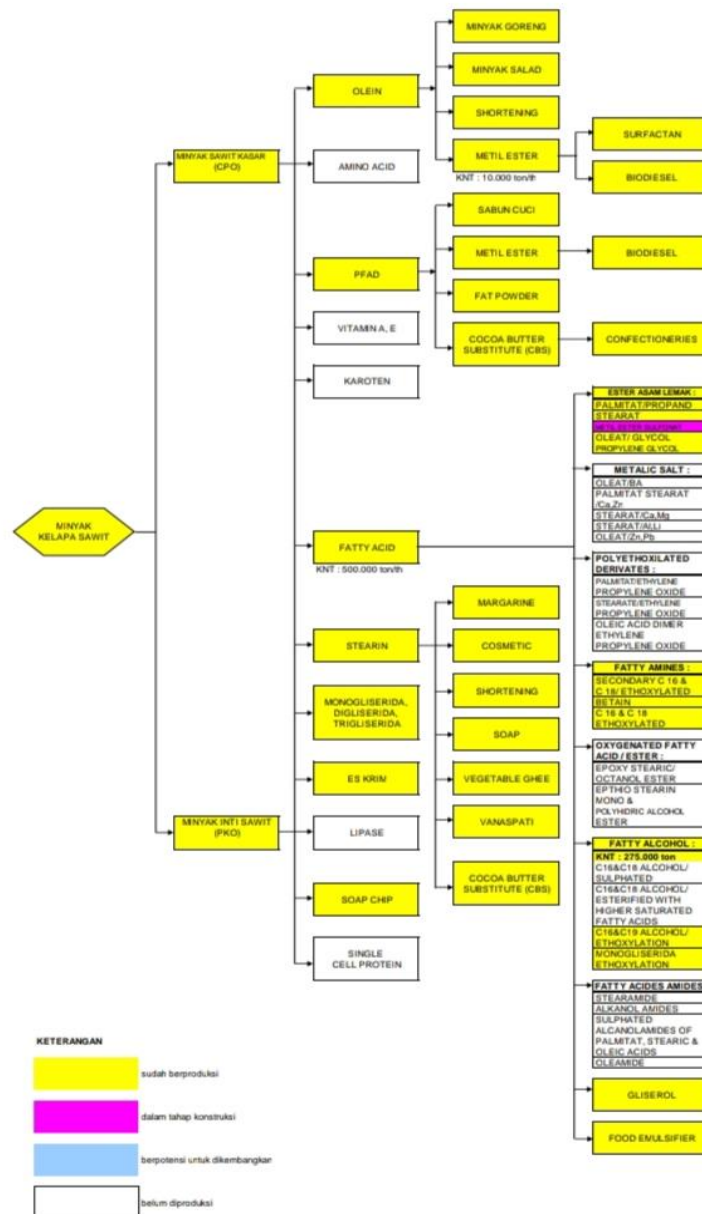 MINYAK
KELAPA SAWIT
MINYAK SAWIT KASAR
(CPO)
MINYAK INTI SAWIT
(PKO)
OLEIN
AMINO ACID
PFAD
VITAMIN A, E
KAROTEN
FATTY ACID
KNT : 500.000 ton/th
STEARIN
MONOGLISERIDA,
DIGLISERIDA,
TRIGLISERIDA
ES KRIM
LIPASE
SOAP CHIP
SINGLE
CELL PROTEIN
MINYAK GORENG
MINYAK SALAD
SHORTENING
METIL ESTER
KNT : 10.000 ton/th
SABUN CUCI
METIL ESTER
FAT POWDER
COCOA BUTTER
SUBSTITUTE (CBS)
MARGARINE
COSMETIC
SHORTENING
SOAP
VEGETABLE GHEE
VANASPATI
COCOA BUTTER
SUBSTITUTE (CBS)
SURFACTAN
BIODIESEL
BIODIESEL
CONFECTIONERIES
ESTER ASAM LEMAK :
PALMITAT/PROPAND
STEARAT
METIL ESTER SULFONAT
OLEAT/ GLYCOL
PROPYLENE GLYCOL
METALIC SALT :
OLEAT/BA
PALMITAT STEARAT
/Ca,Zn
STEARAT/Ca,Mg
STEARAT/Al,Li
OLEAT/Zn,Pb
POLYETHOXILATED
DERIVATES :
PALMITAT/ETHYLENE
PROPYLENE OXIDE
STEARATE/ETHYLENE
PROPYLENE OXIDE
OLEIC ACID DIMER
ETHYLENE
PROPYLENE OXIDE
FATTY AMINES :
SECONDARY C 16 &
C 18/ ETHOXYLATED
BETAIN
C 16 & C 18
ETHOXYLATED
OXYGENATED FATTY
ACID / ESTER :
EPOXY STEARIC/
OCTANOL ESTER
EPTHIO STEARIN
MONO &
POLYHIDRIC ALCOHOL
ESTER
FATTY ALCOHOL :
KNT : 275.000 ton
C16&C18 ALCOHOL/
SULPHATED
C16&C18 ALCOHOL/
ESTERIFIED WITH
HIGHER SATURATED
FATTY ACIDS
C16&C19 ALCOHOL/
ETHOXYLATION
MONOGLISERIDA
ETHOXYLATION
FATTY ACIDES AMIDES
STEARAMIDE
ALKANOL AMIDES
SULPHATED
ALCANOLAMIDES OF
PALMITAT, STEARIC &
OLEIC ACIDS
OLEAMIDE
GLISEROL
FOOD EMULSIFIER
KETERANGAN
sudah berproduksi
dalam tahap konstruksi
berpotensi untuk dikembangkan
belum diproduksi